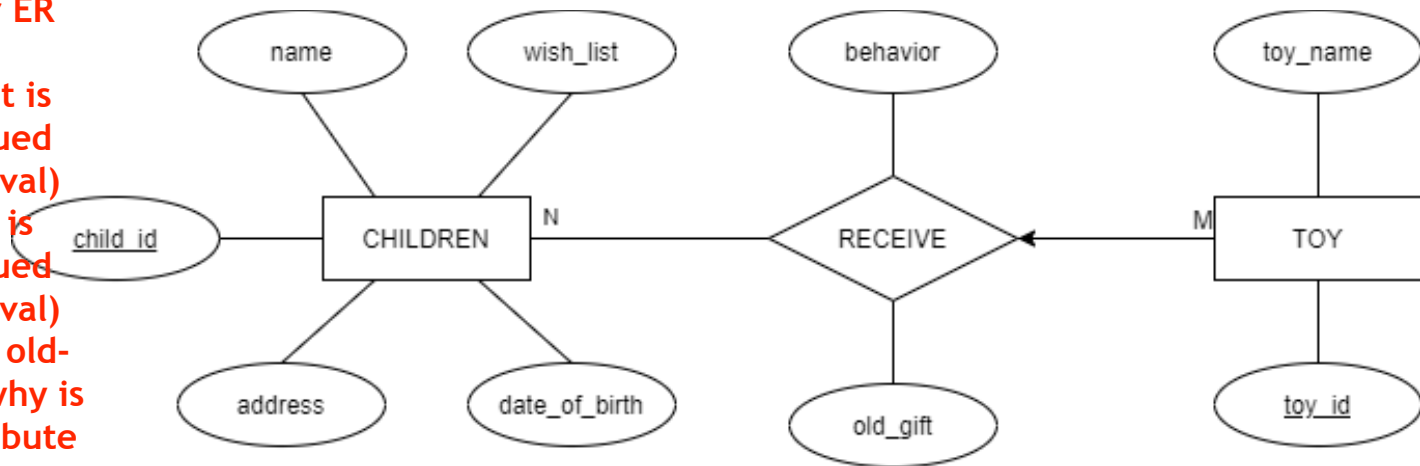 ER
t is
ued
val)
is
ued
val)
old-
why is
bute
name
wish_list
behavior
toy_name
child_id
CHILDREN
N
RECEIVE
M
TOY
address
date_of_birth
old_gift
toy_id